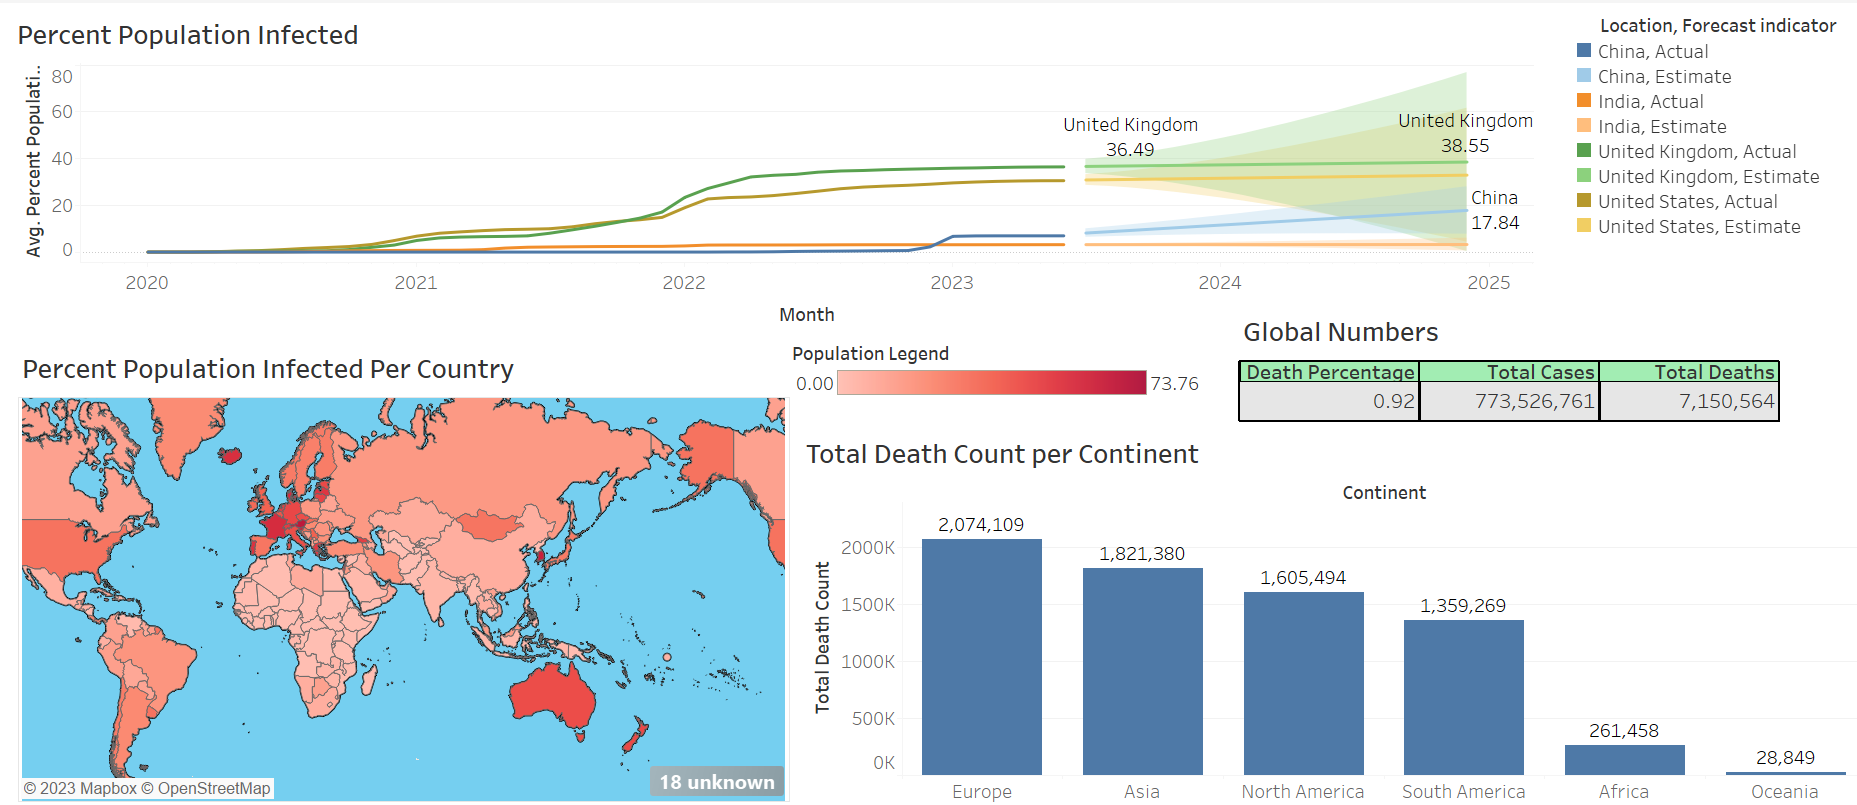 Percent Population Infected
Avg. Percent Populati..
80
60
40
20
0
United Kingdom
36.49
United Kingdom
38.55
China
17.84
2020 2021 2022 2023 2024 2025
Month
Location, Forecast indicator
China, Actual
China, Estimate
India, Actual
India, Estimate
United Kingdom, Actual
United Kingdom, Estimate
United States, Actual
United States, Estimate
Percent Population Infected Per Country
© 2023 Mapbox © OpenStreetMap
18 unknown
Population Legend
0.00 73.76
Global Numbers
Death Percentage Total Cases Total Deaths
0.92 773,526,761 7,150,564
Total Death Count per Continent
Continent
Total Death Count
2000K
1500K
1000K
500K
0K
2,074,109
1,821,380
1,605,494
1,359,269
261,458
28,849
Europe Asia North America South America Africa Oceania